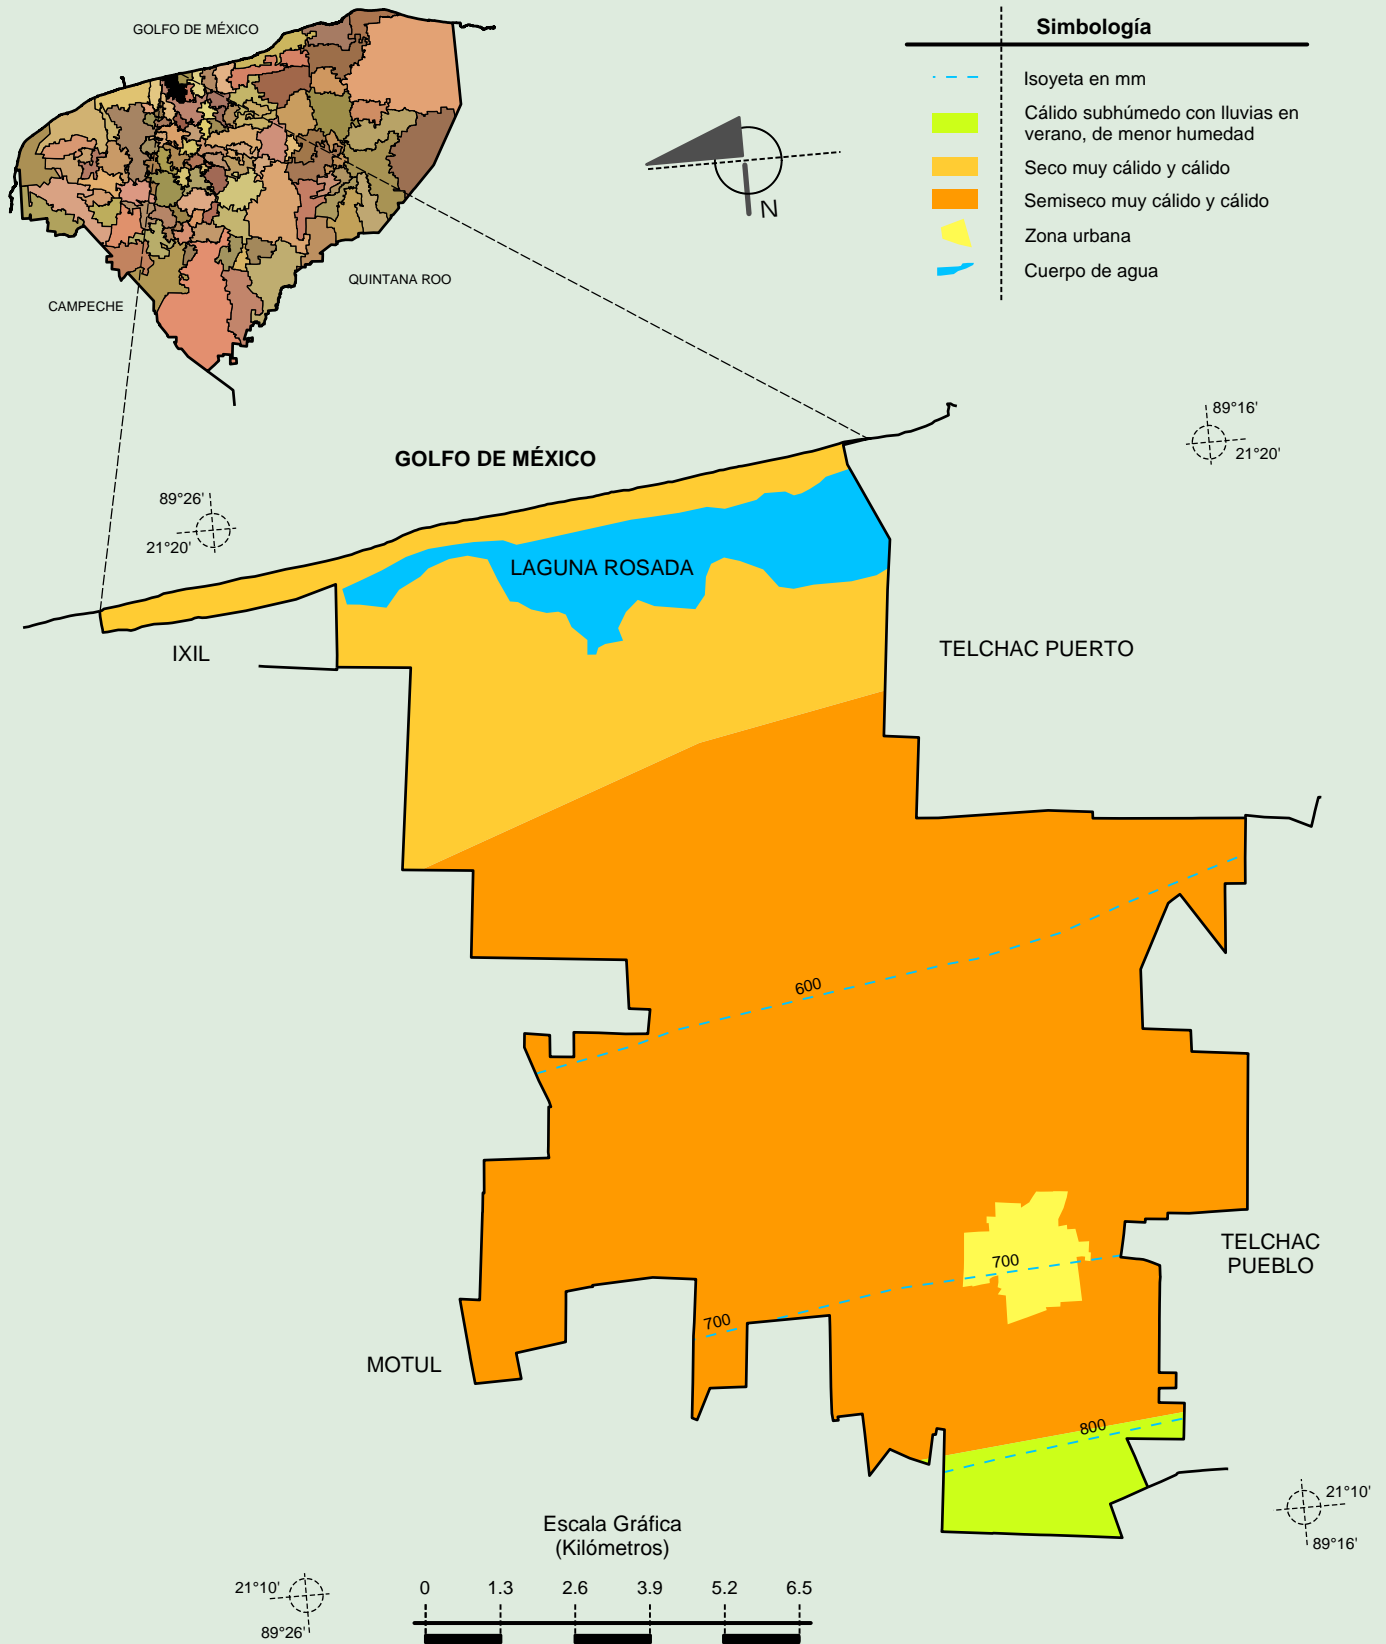 GOLFO DE MÉXICO
CAMPECHE
QUINTANA ROO
N
Simbología
Isoyeta en mm
Cálido subhúmedo con lluvias en
verano, de menor humedad
Seco muy cálido y cálido
Semiseco muy cálido y cálido
Zona urbana
Cuerpo de agua
89°16'
21°20'
GOLFO DE MÉXICO
89°26'
21°20'
LAGUNA ROSADA
IXIL
TELCHAC PUERTO
600
700
700
TELCHAC
PUEBLO
MOTUL
800
21°10'
89°16'
Escala Gráfica
(Kilómetros)
0 1.3 2.6 3.9 5.2 6.5
21°10'
89°26'